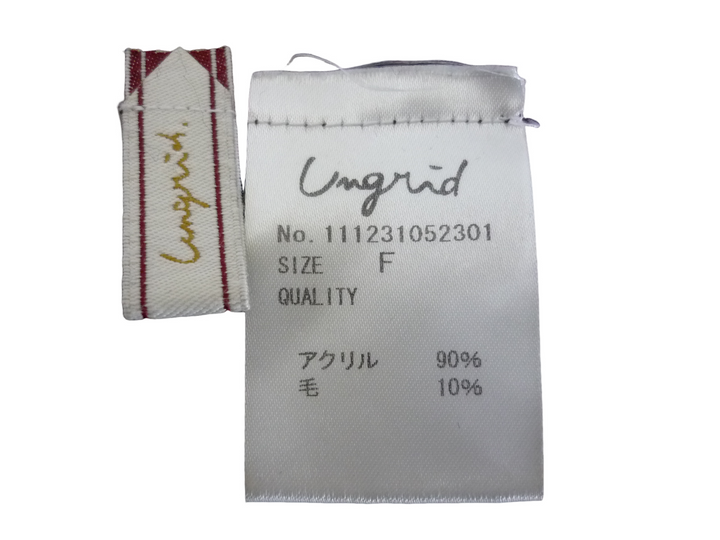 Ungrid.
Ungrid
No. 111231052301
SIZE F
QUALITY
アクリル 90%
毛 10%